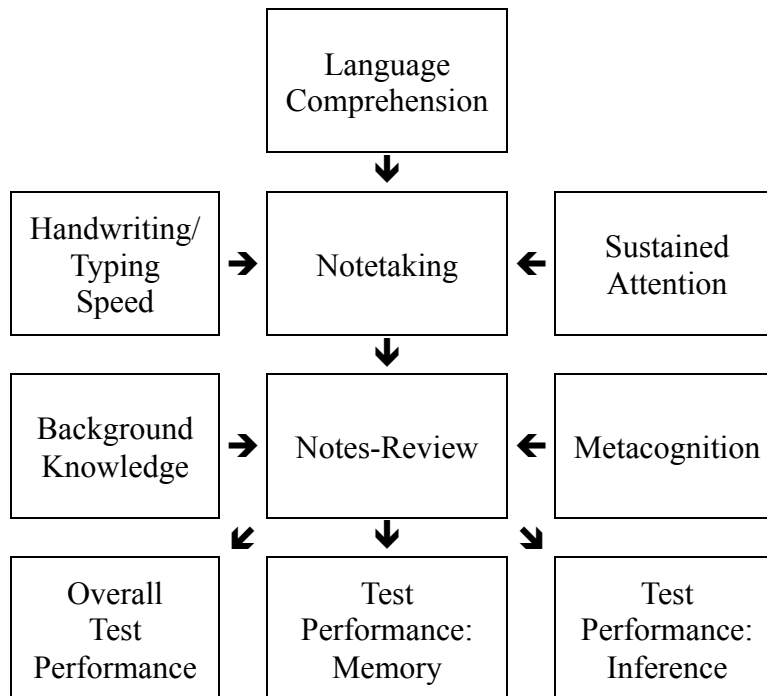 Language
Comprehension
Handwriting/
Typing
Speed
Notetaking
Sustained
Attention
Background
Knowledge
Notes-Review
Metacognition
Overall
Test
Performance
Test
Performance:
Memory
Test
Performance:
Inference